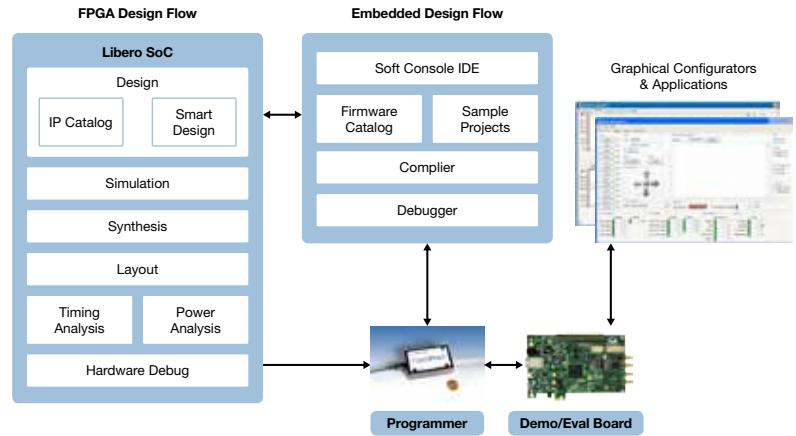 FPGA Design Flow
Embedded Design Flow
Libero SoC
Design
IP Catalog
Smart
Design
Simulation
Synthesis
Layout
Timing
Analysis
Power
Analysis
Hardware Debug
Soft Console IDE
Firmware
Catalog
Sample
Projects
Complier
Debugger
Graphical Configurators
& Applications
Programmer
Demo/Eval Board